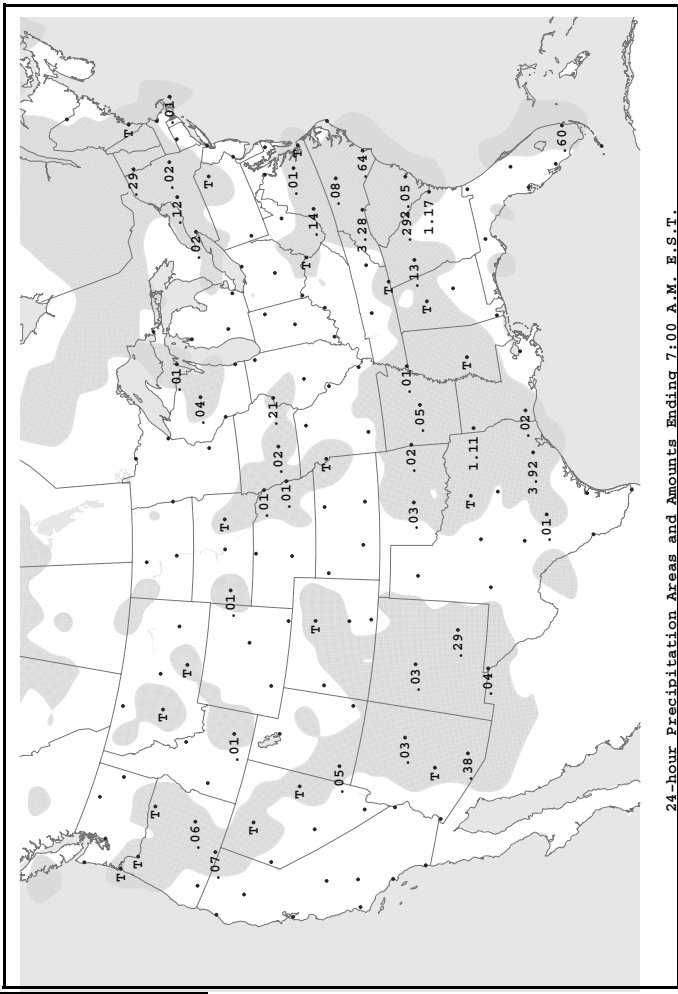 T
T
.29
T
T
T
.02 .01
.01 .12
T
.06 .02
.04
T
.07
T
.01
.01
T
.01
.21
.02
.01
.01
T
T
T
.14
T
T
.08
.05
3.28 .64
T
.03 .01 .29 2.05
.02
.03 .13
.03
.05
T
1.17
T
.29
.38 T
T
1.11
.04
.02
3.92
.01
.60
24-hour Precipitation Areas and Amounts Ending 7:00 A.M. E.S.T.